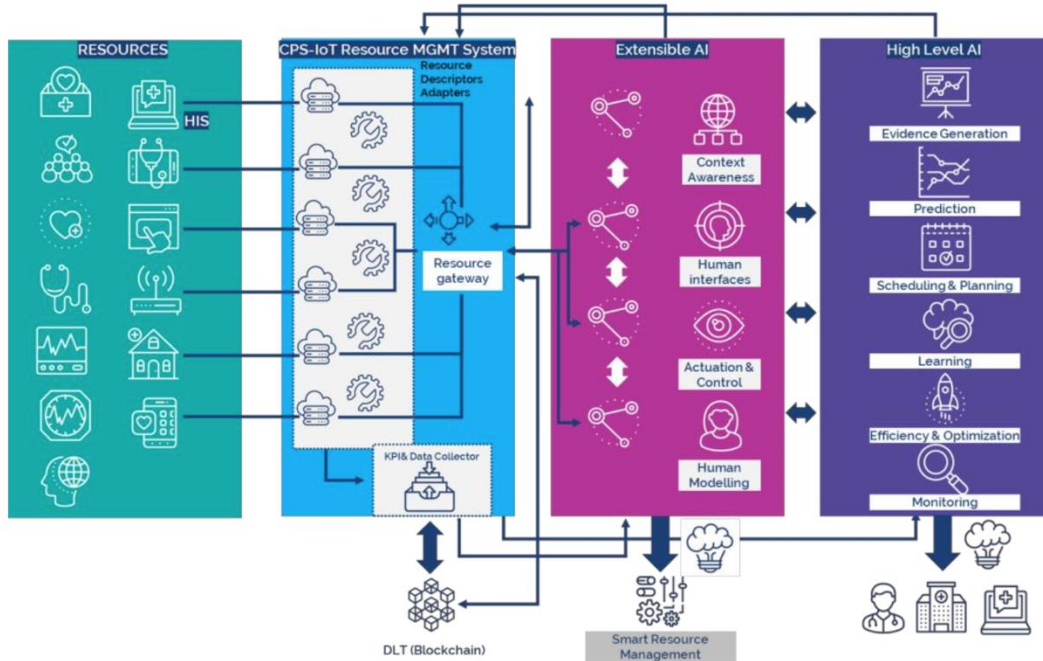 RESOURCES
HIS
CPS-IoT Resource MGMT System
Resource
Descriptors
Adapters
Resource
gateway
KPI& Data Collector
DLT (Blockchain)
Extensible AI
Context
Awareness
Human
interfaces
Actuation &
Control
Human
Modelling
Smart Resource
Management
High Level AI
Evidence Generation
Prediction
Scheduling & Planning
Learning
Efficiency & Optimization
Monitoring